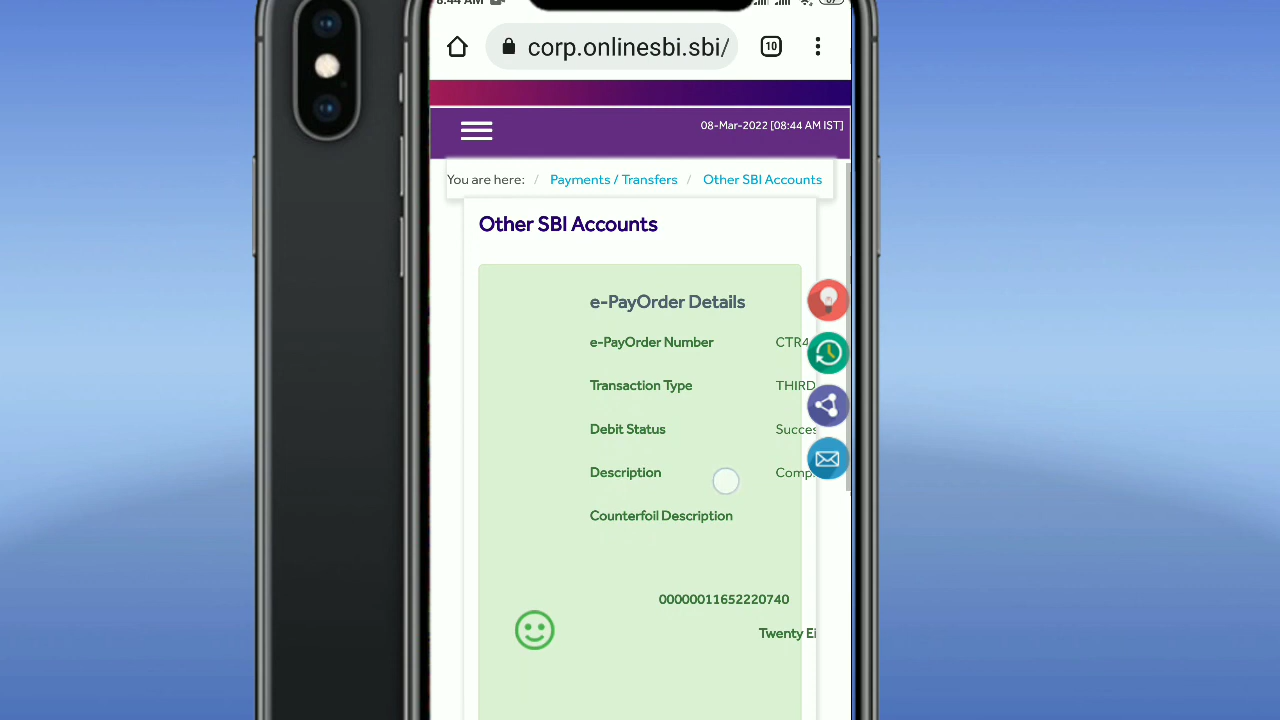 corp.onlinesbi.sbi/
10
08-Mar-2022 [08:44 AM IST]
You are here: / Payments / Transfers / Other SBI Accounts
Other SBI Accounts
e-PayOrder Details
e-PayOrder Number CTR4
Transaction Type THIRD
Debit Status Succes
Description Comp
Counterfoil Description
00000011652220740
Twenty Ei